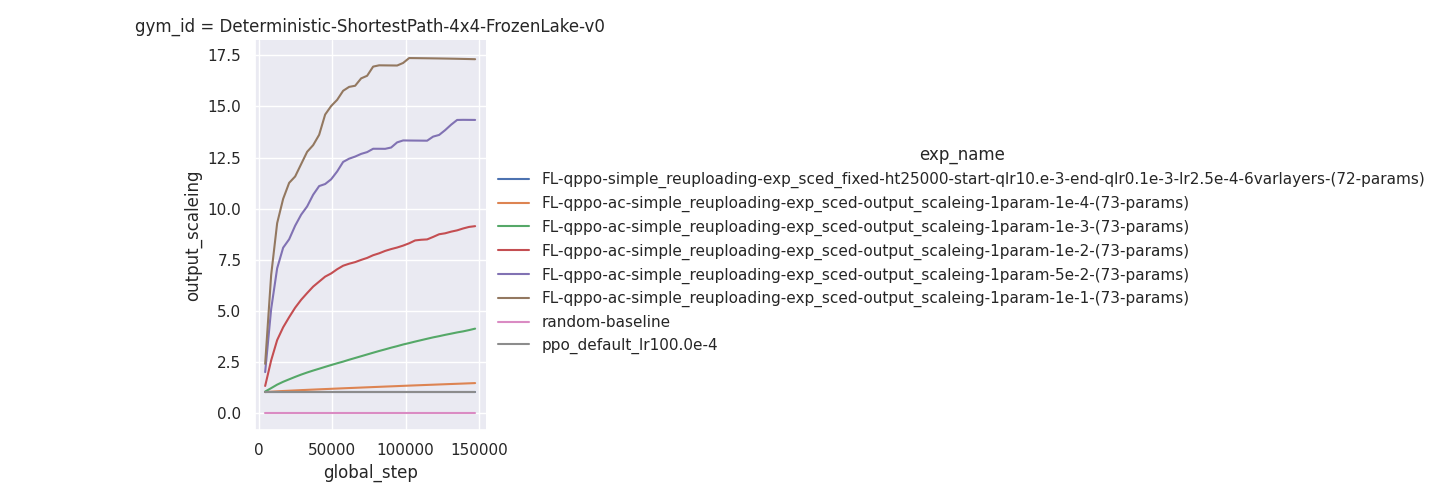 gym_id = Deterministic-ShortestPath-4x4-FrozenLake-v0
17.5
15.0
12.5
10.0
7.5
5.0
2.5
0.0
output_scaleing
0 50000 100000 150000
global_step
exp_name
FL-qppo-simple_reuploading-exp_sced_fixed-ht25000-start-qlr10.e-3-end-qlr0.1e-3-lr2.5e-4-6varlayers-(72-params)
FL-qppo-ac-simple_reuploading-exp_sced-output_scaleing-1param-1e-4-(73-params)
FL-qppo-ac-simple_reuploading-exp_sced-output_scaleing-1param-1e-3-(73-params)
FL-qppo-ac-simple_reuploading-exp_sced-output_scaleing-1param-1e-2-(73-params)
FL-qppo-ac-simple_reuploading-exp_sced-output_scaleing-1param-5e-2-(73-params)
FL-qppo-ac-simple_reuploading-exp_sced-output_scaleing-1param-1e-1-(73-params)
random-baseline
ppo_default_lr100.0e-4